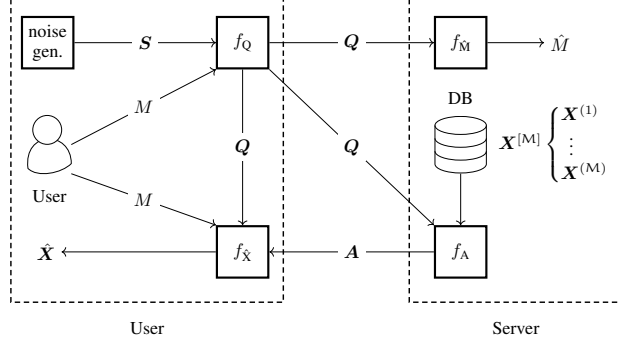 noise
gen.
S
f_Q
Q
f_M̂
M̂
M
Q
Q
DB
X^[M]
X^(1)
⋮
X^(M)
User
M
X̂
f_X̂
A
f_A
User
Server